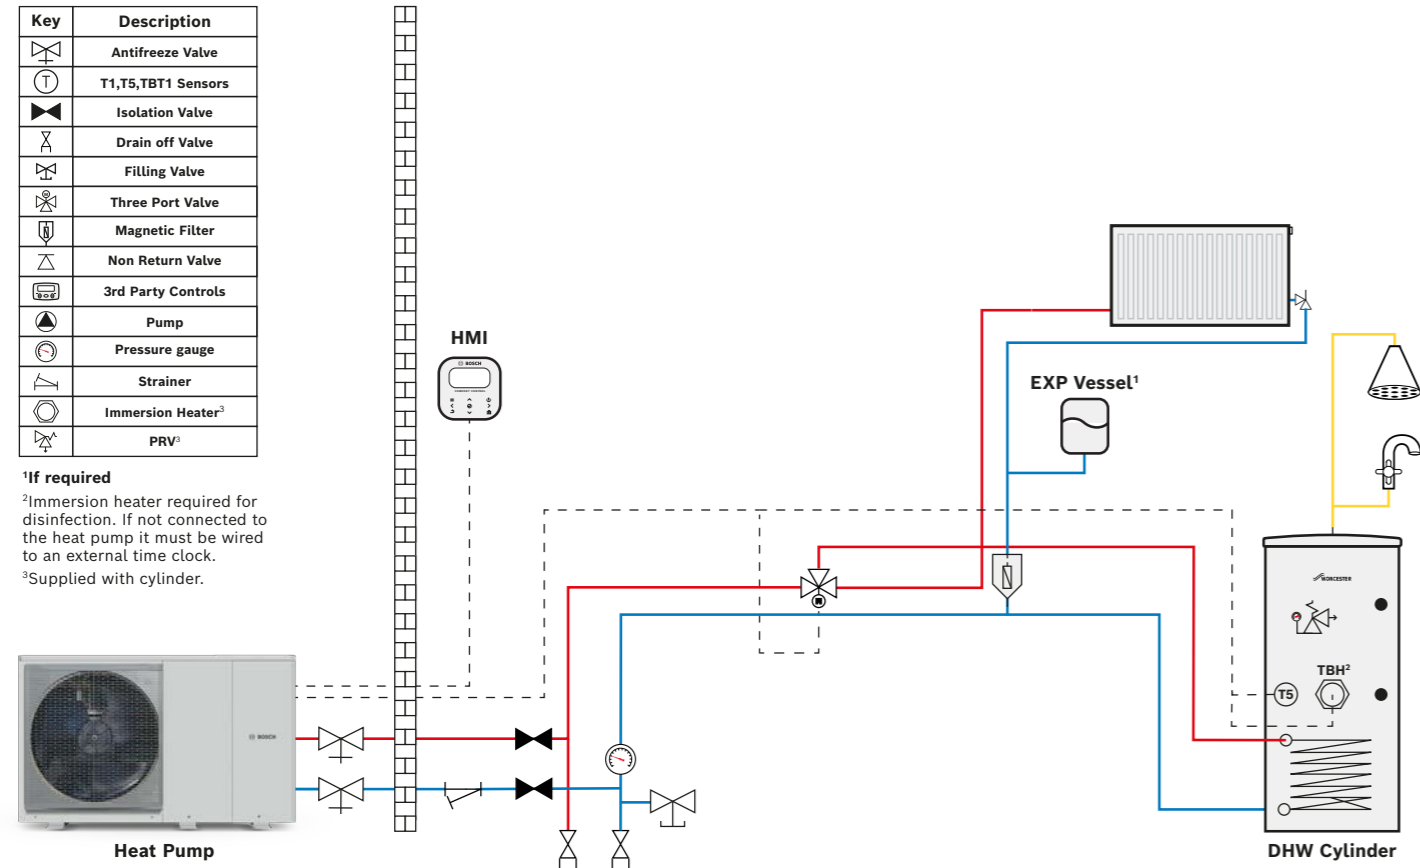 Key Description
Antifreeze Valve
T T1,T5,TBT1 Sensors
Isolation Valve
Drain off Valve
Filling Valve
M Three Port Valve
Magnetic Filter
Non Return Valve
3rd Party Controls
Pump
Pressure gauge
Strainer
Immersion Heater³
PRV³
¹If required
²Immersion heater required for
disinfection. If not connected to
the heat pump it must be wired
to an external time clock.
³Supplied with cylinder.
HMI
BOSCH
EXP Vessel¹
WORCESTER
TBH²
T5
M
BOSCH
Heat Pump
DHW Cylinder